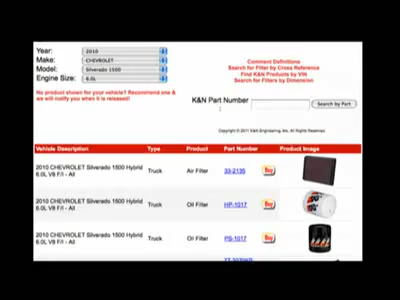 Year: 2010
Make: CHEVROLET
Model: Silverado 1500
Engine Size: 6.0L
No product shown for your vehicle? Recommend one &
we will notify you when it is released!
Comment Definitions
Search for Filter by Cross Reference
Find K&N Products by VIN
Search for Filters by Dimension
K&N Part Number
:
Search by Part
Copyright © 2011 K&N Engineering, Inc. All Rights Reserved.
Vehicle Description Type Product Part Number Product Image
2010 CHEVROLET Silverado 1500 Hybrid
6.0L V8 F/I - All Truck Air Filter 33-2135 Buy
2010 CHEVROLET Silverado 1500 Hybrid
6.0L V8 F/I - All Truck Oil Filter HP-1017 Buy
2010 CHEVROLET Silverado 1500 Hybrid
6.0L V8 F/I - All Truck Oil Filter PS-1017 Buy